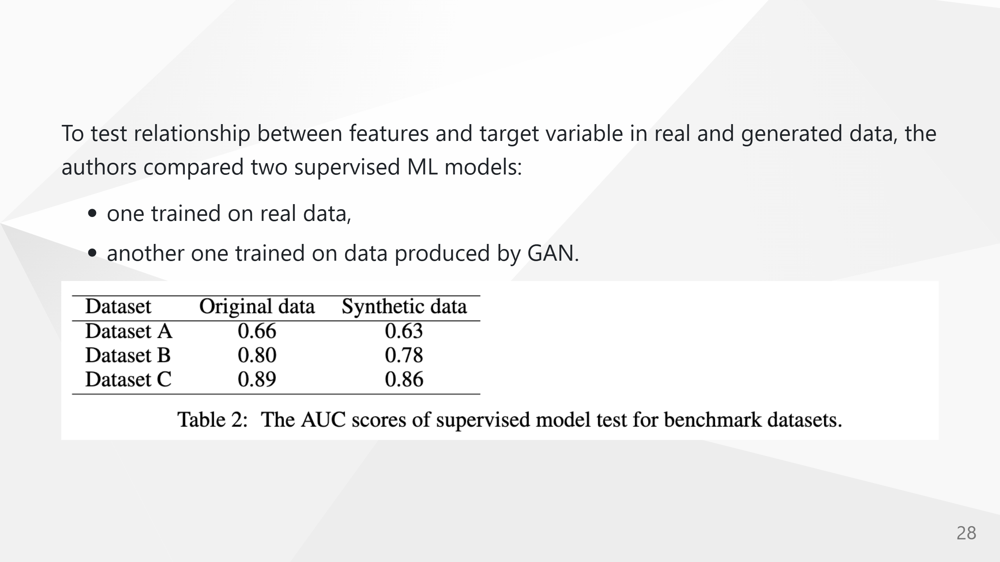 To test relationship between features and target variable in real and generated data, the
authors compared two supervised ML models:
• one trained on real data,
• another one trained on data produced by GAN.
Dataset Original data Synthetic data
Dataset A 0.66 0.63
Dataset B 0.80 0.78
Dataset C 0.89 0.86
Table 2: The AUC scores of supervised model test for benchmark datasets.
28